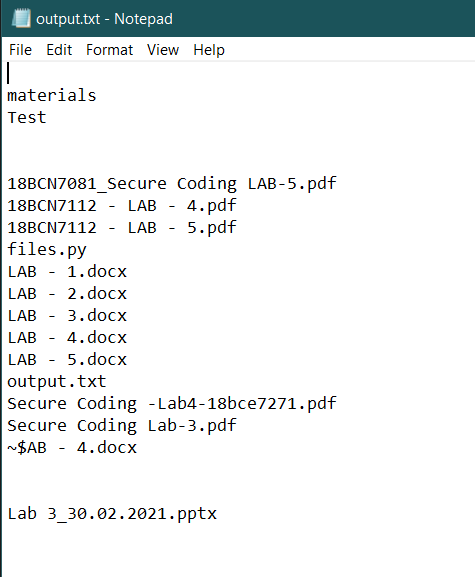 output.txt - Notepad
File Edit Format View Help
materials
Test
18BCN7081_Secure Coding LAB-5.pdf
18BCN7112 - LAB - 4.pdf
18BCN7112 - LAB - 5.pdf
files.py
LAB - 1.docx
LAB - 2.docx
LAB - 3.docx
LAB - 4.docx
LAB - 5.docx
output.txt
Secure Coding -Lab4-18bce7271.pdf
Secure Coding Lab-3.pdf
~$AB - 4.docx
Lab 3_30.02.2021.pptx